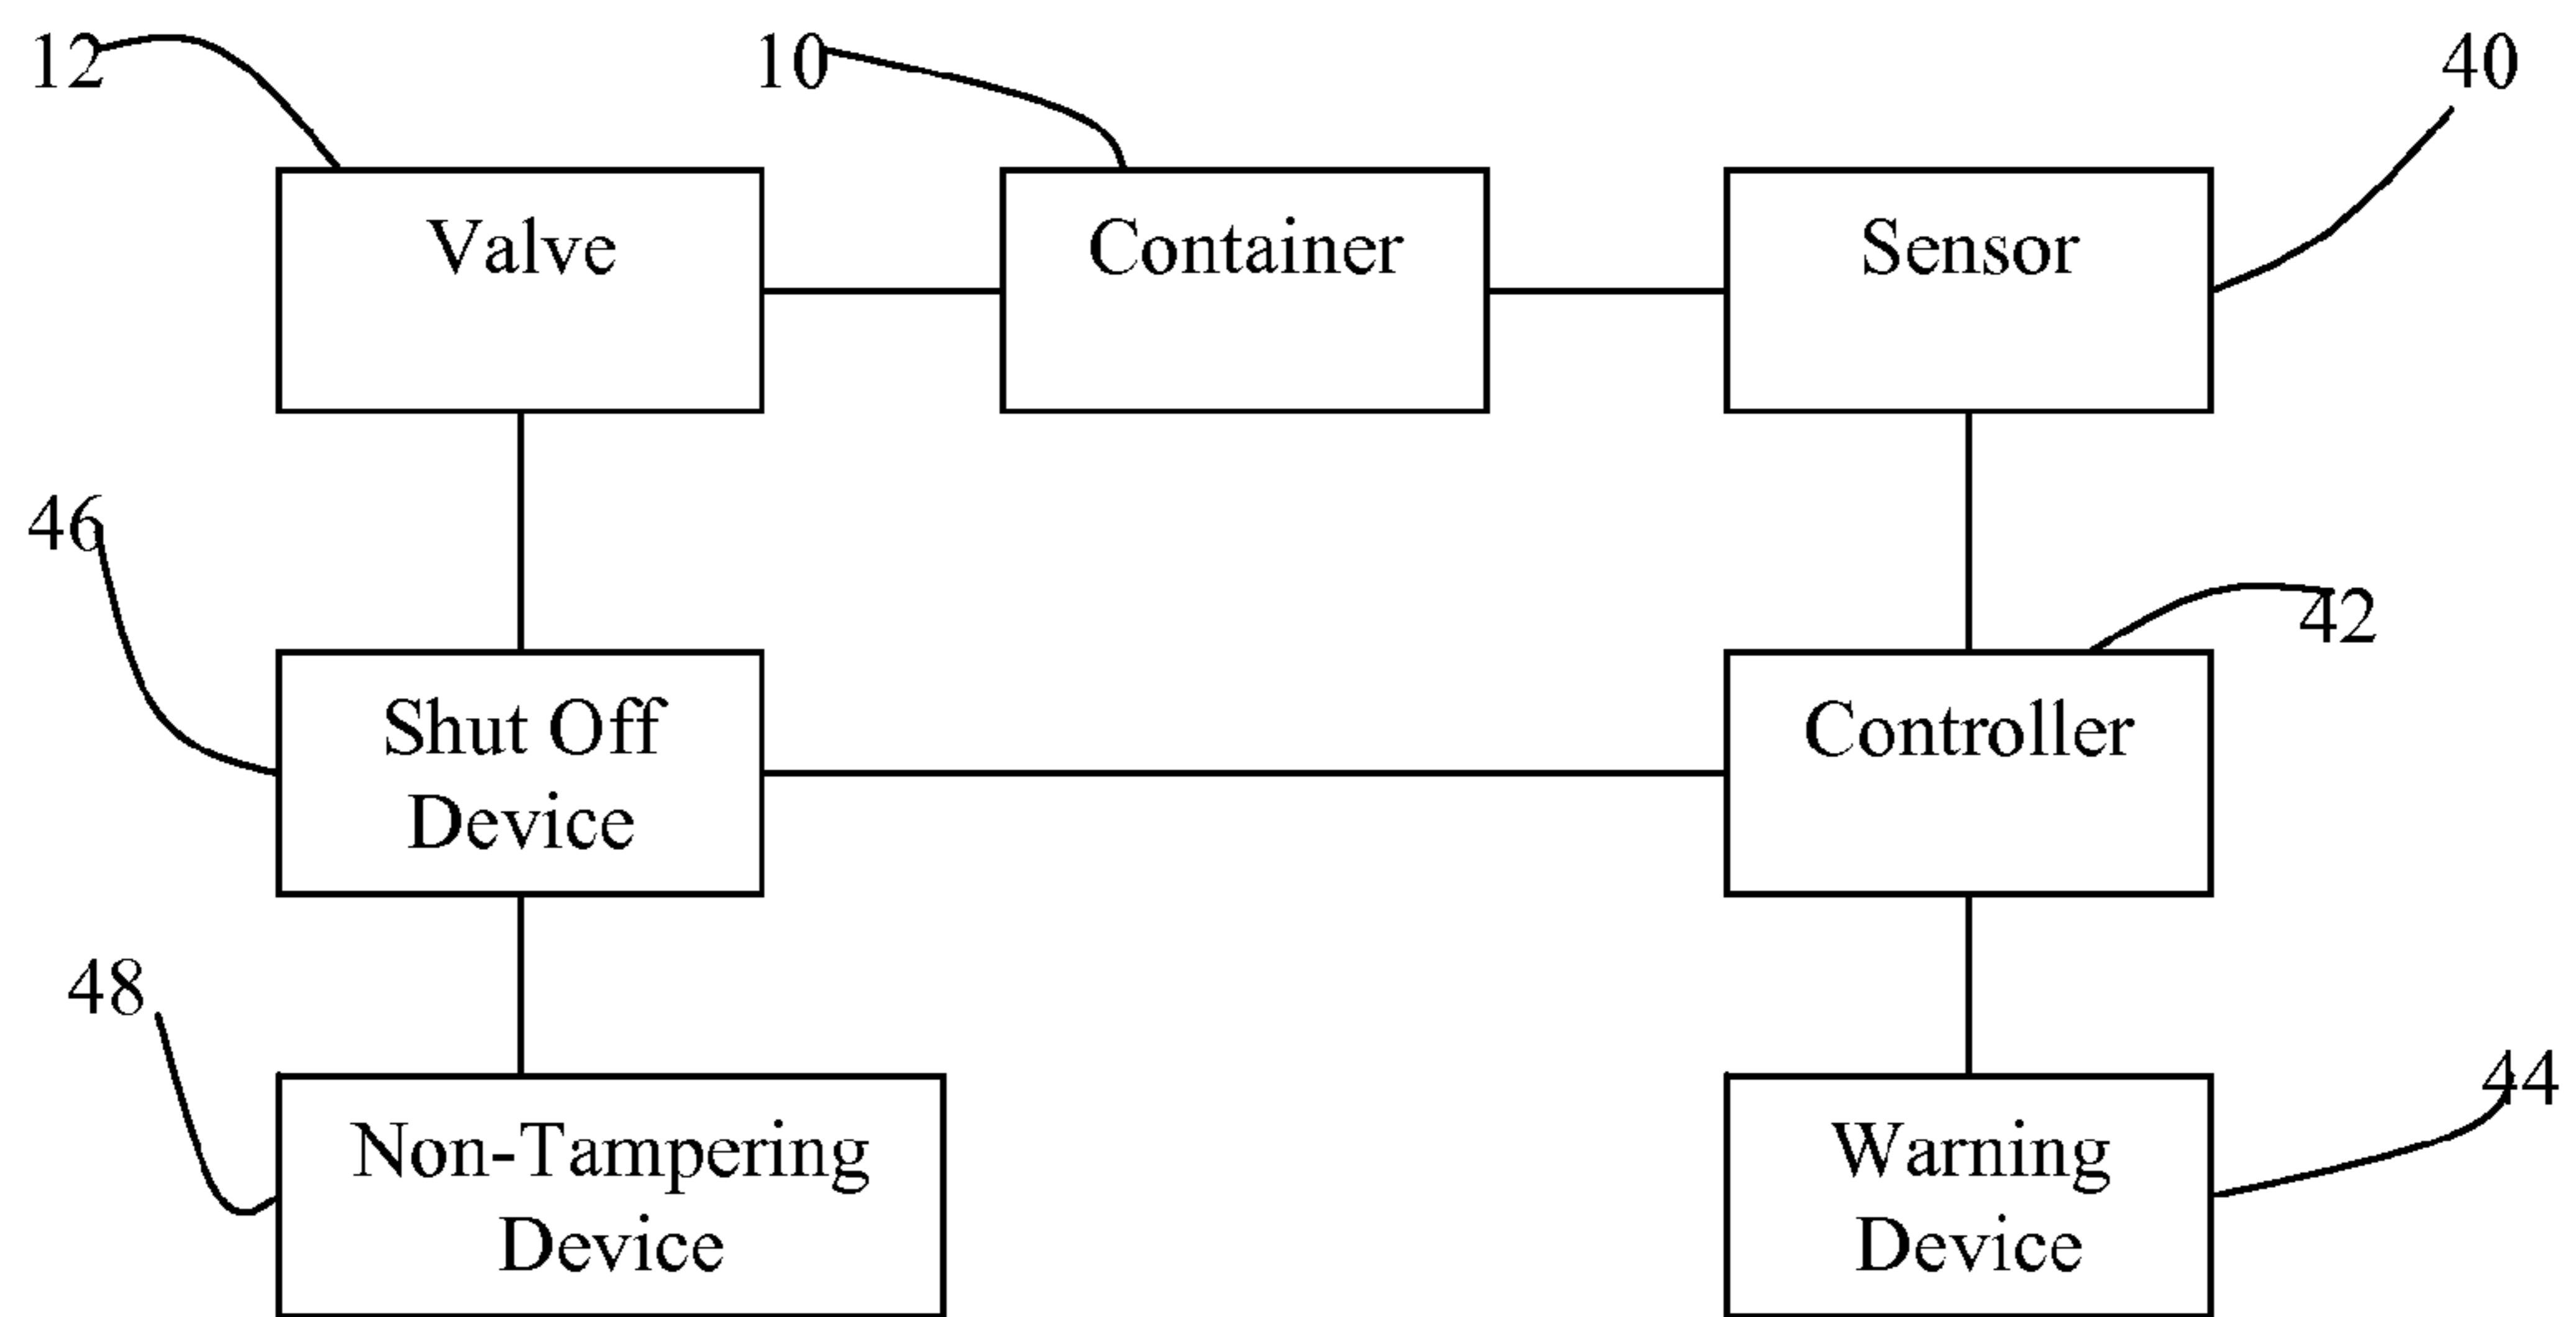 12
10
40
Valve
Container
Sensor
46
42
Shut Off
Device
Controller
48
44
Non-Tampering
Device
Warning
Device